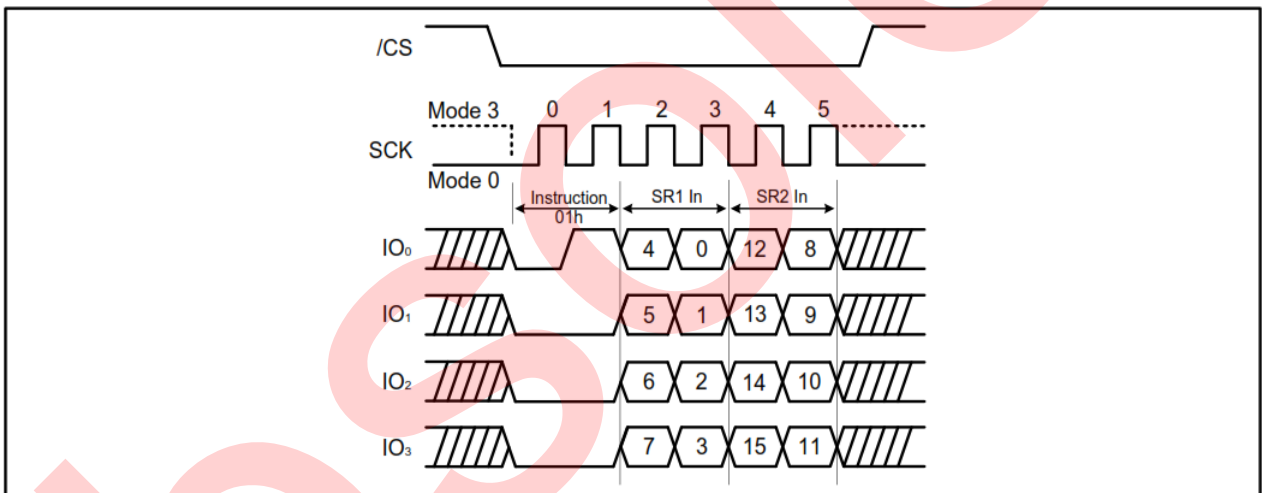 /CS
Mode 3 0 1 2 3 4 5
SCK
Mode 0
Instruction SR1 In SR2 In
01h
IO₀ 4 0 12 8
IO₁ 5 1 13 9
IO₂ 6 2 14 10
IO₃ 7 3 15 11